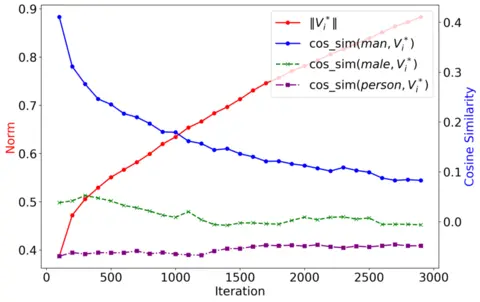 0.9
0.8
0.7
0.6
0.5
0.4
Norm
‖V_i^*‖
cos_sim(man, V_i^*)
cos_sim(male, V_i^*)
cos_sim(person, V_i^*)
0.4
0.3
0.2
0.1
0.0
Cosine Similarity
0 500 1000 1500 2000 2500 3000
Iteration